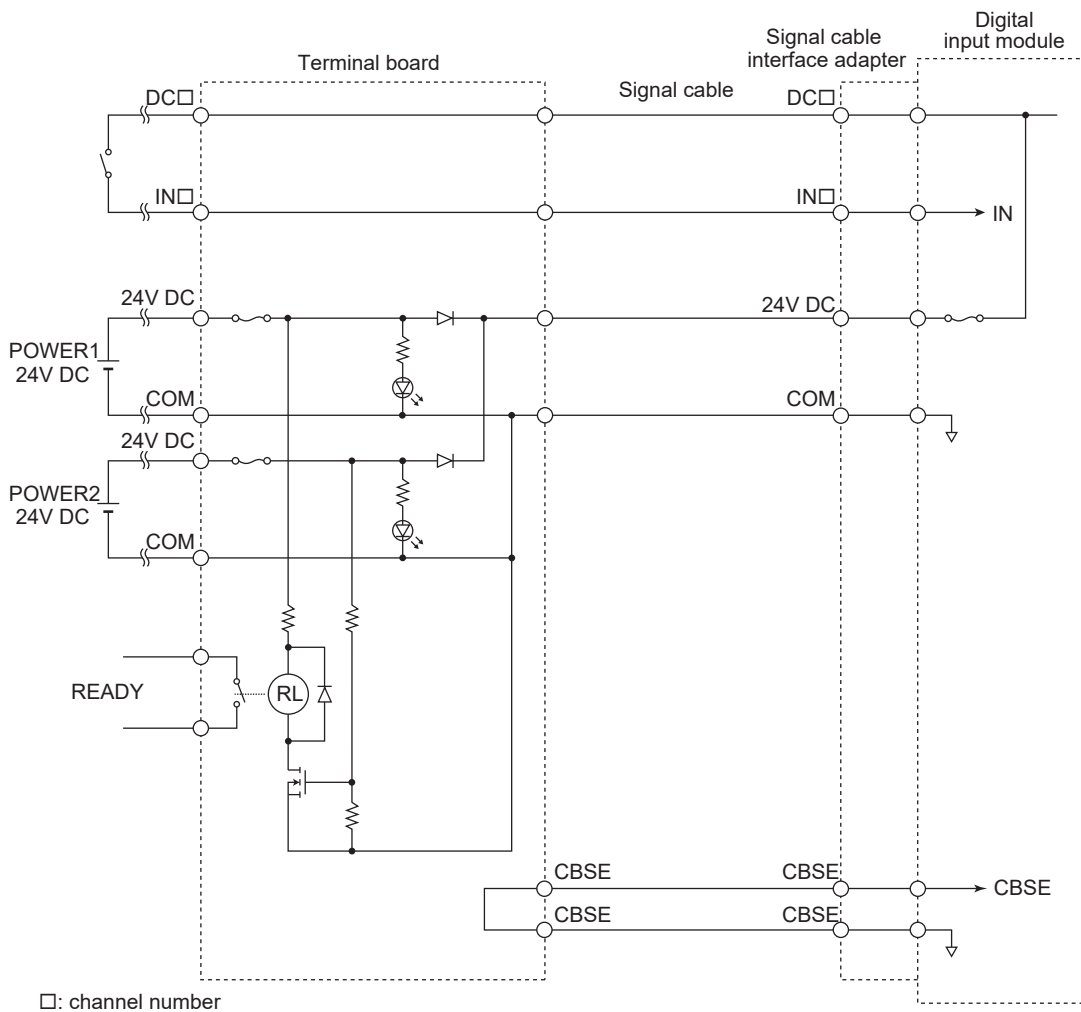 Digital
input module
Signal cable
interface adapter
Terminal board
Signal cable
DC□
DC□
IN□
IN□
IN
24V DC
24V DC
POWER1
24V DC
COM
COM
24V DC
POWER2
24V DC
COM
READY
RL
CBSE
CBSE
CBSE
CBSE
CBSE
□: channel number